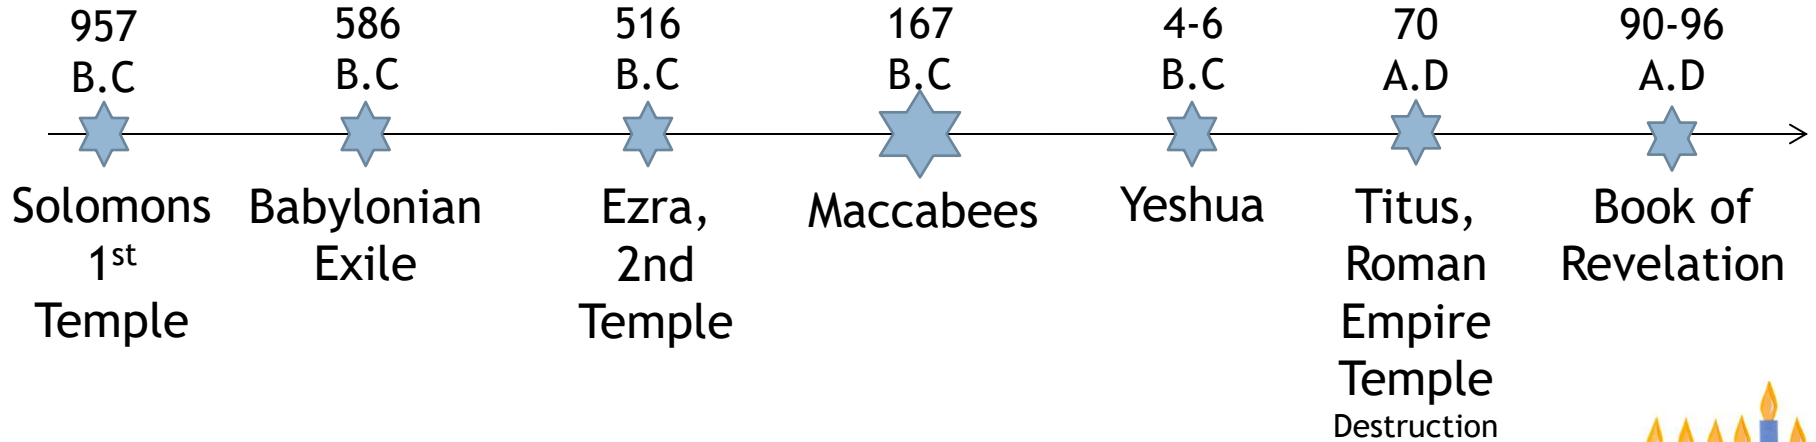 957
B.C
586
B.C
516
B.C
167
B.C
4-6
B.C
70
A.D
90-96
A.D
Solomons
1st
Temple
Babylonian
Exile
Ezra,
2nd
Temple
Maccabees
Yeshua
Titus,
Roman
Empire
Temple
Destruction
Book of
Revelation